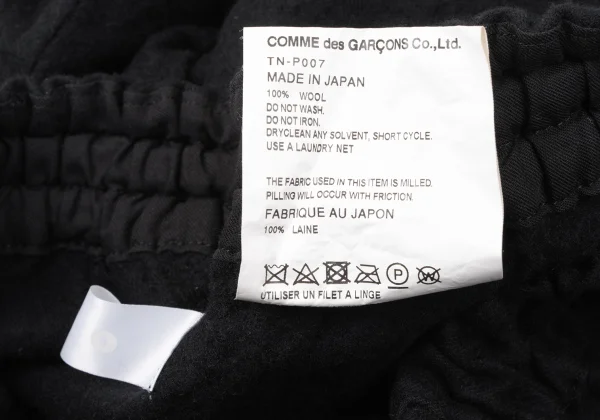 COMME des GARÇONS Co.,Ltd.
TN-P007
MADE IN JAPAN
100% WOOL
DO NOT WASH.
DO NOT IRON.
DRYCLEAN ANY SOLVENT, SHORT CYCLE.
USE A LAUNDRY NET
THE FABRIC USED IN THIS ITEM IS MILLED.
PILLING WILL OCCUR WITH FRICTION.
FABRIQUE AU JAPON
100% LAINE
P W
UTILISER UN FILET A LINGE